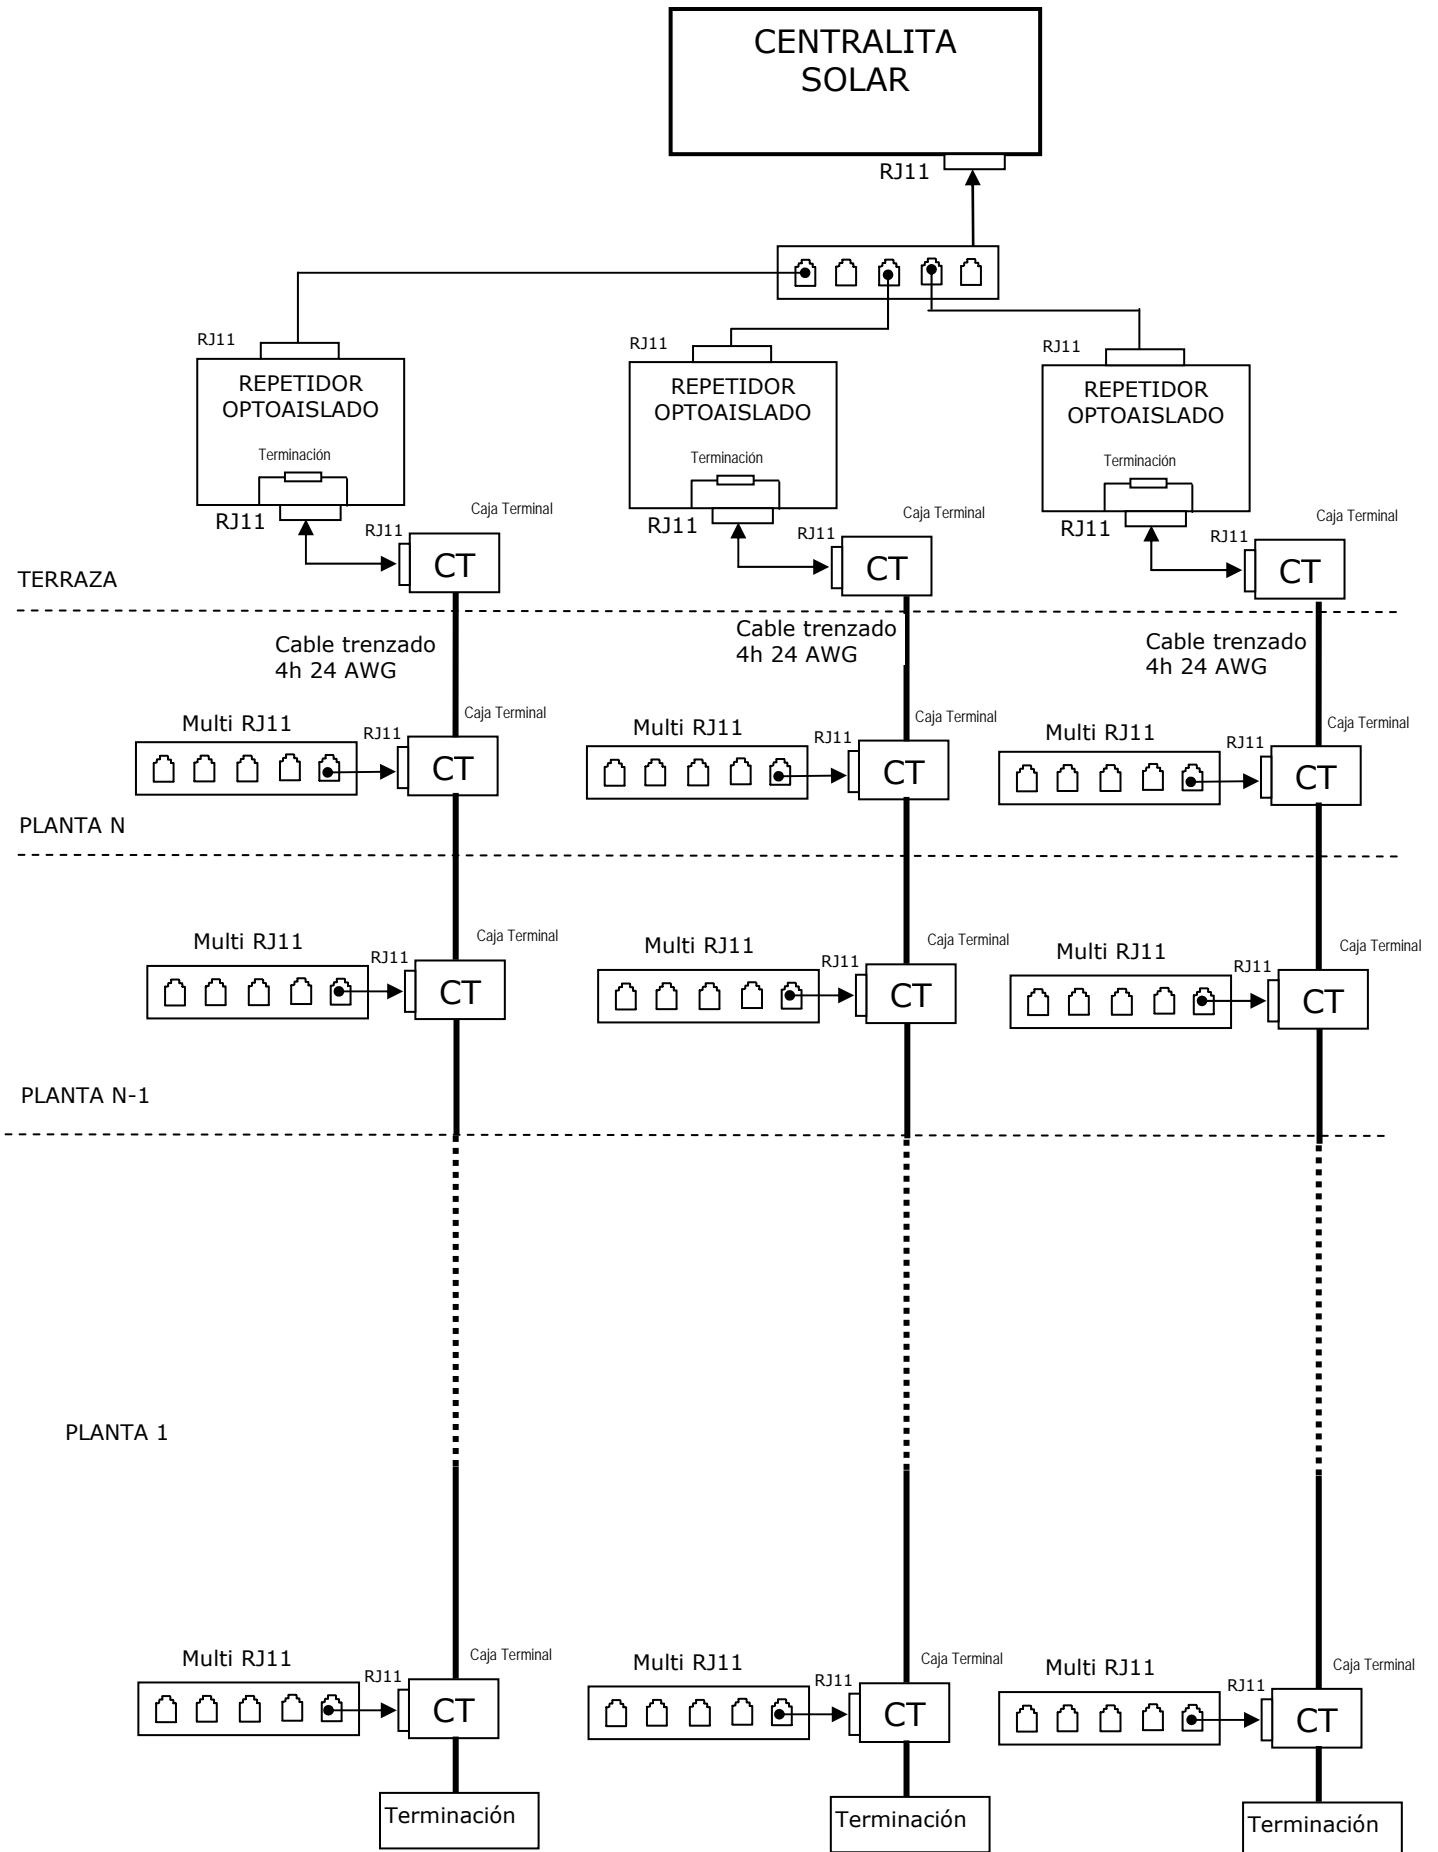 CENTRALITA
SOLAR
RJ11
RJ11
REPETIDOR
OPTOAISLADO
Terminación
RJ11
RJ11
REPETIDOR
OPTOAISLADO
Terminación
RJ11
RJ11
REPETIDOR
OPTOAISLADO
Terminación
RJ11
RJ11
Caja Terminal
CT
RJ11
Caja Terminal
CT
RJ11
Caja Terminal
CT
TERRAZA
Cable trenzado
4h 24 AWG
Cable trenzado
4h 24 AWG
Cable trenzado
4h 24 AWG
Multi RJ11
RJ11
Caja Terminal
CT
Multi RJ11
RJ11
Caja Terminal
CT
Multi RJ11
RJ11
Caja Terminal
CT
PLANTA N
Multi RJ11
RJ11
Caja Terminal
CT
Multi RJ11
RJ11
Caja Terminal
CT
Multi RJ11
RJ11
Caja Terminal
CT
PLANTA N-1
PLANTA 1
Multi RJ11
RJ11
Caja Terminal
CT
Multi RJ11
RJ11
Caja Terminal
CT
Multi RJ11
RJ11
Caja Terminal
CT
Terminación
Terminación
Terminación